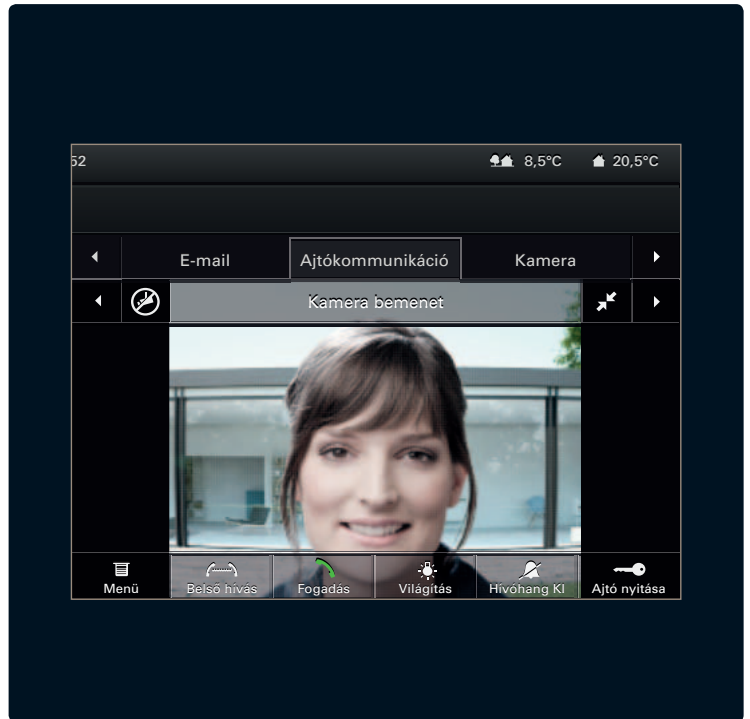 52 8,5°C 20,5°C
E-mail Ajtókommunikáció Kamera
Kamera bemenet
Menü Belső hívás Fogadás Világítás Hívóhang KI Ajtó nyitása